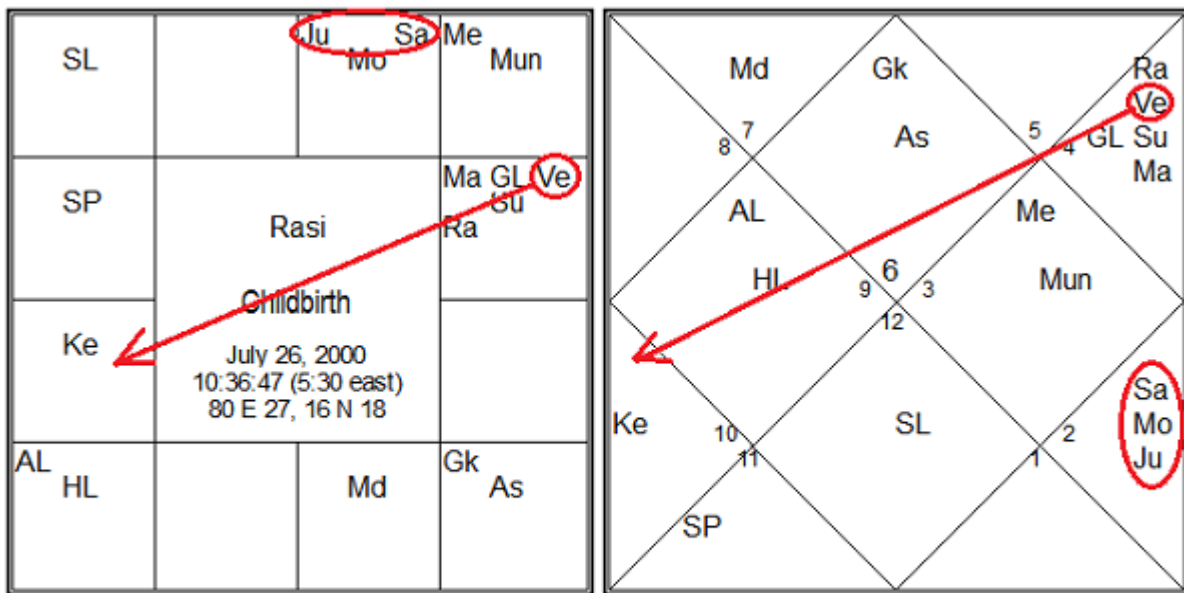 SL
Ju Sa
Mo
Me
Mun
SP
Rasi
Ma GL Ve
Su
Ra
Ke
Childbirth
July 26, 2000
10:36:47 (5:30 east)
80 E 27, 16 N 18
AL
HL
Md
Gk
As
Md
Gk
Ra
Ve
GL Su
Ma
7
8
As
5
4
AL
HL
Me
Mun
6
9 3
12
Ke
10
11
SL
2
1
Sa
Mo
Ju
SP